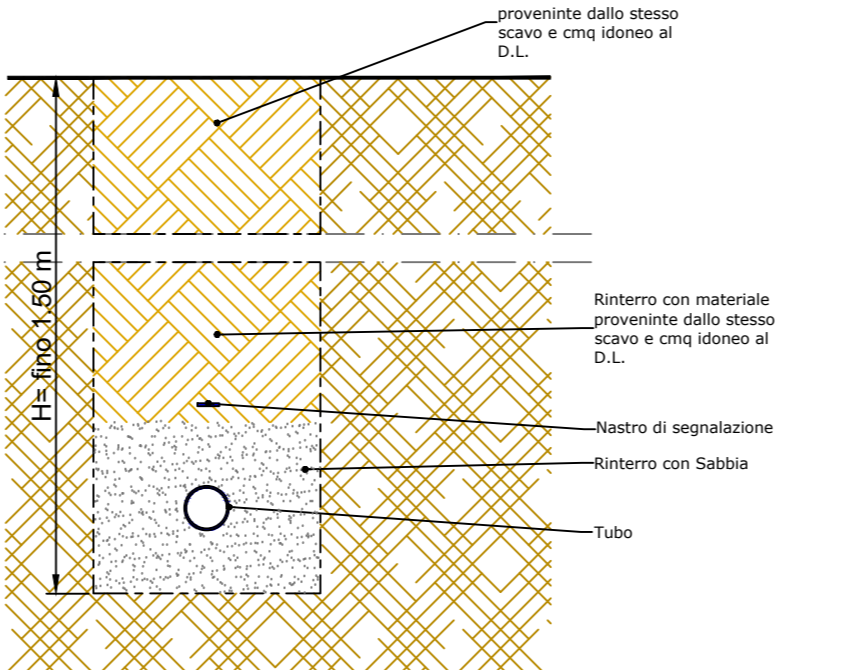 proveninte dallo stesso
scavo e cmq idoneo al
D.L.
H= fino 1.50 m
Rinterro con materiale
proveninte dallo stesso
scavo e cmq idoneo al
D.L.
Nastro di segnalazione
Rinterro con Sabbia
Tubo